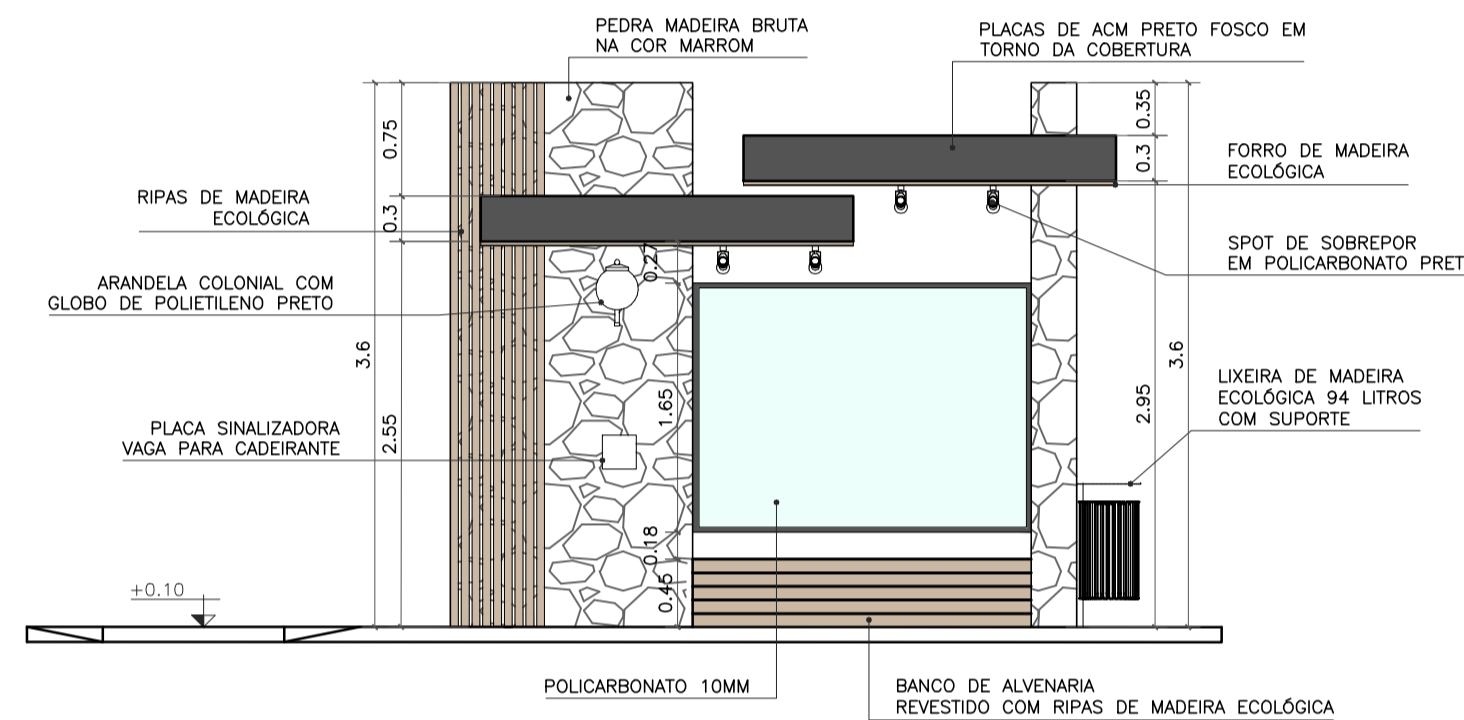 PEDRA MADEIRA BRUTA
NA COR MARROM
PLACAS DE ACM PRETO FOSCO EM
TORNO DA COBERTURA
0.75
0.35
0.3
FORRO DE MADEIRA
ECOLÓGICA
RIPAS DE MADEIRA
ECOLÓGICA
0.3
SPOT DE SOBREPOR
EM POLICARBONATO PRET
0.27
ARANDELA COLONIAL COM
GLOBO DE POLIETILENO PRETO
3.6
3.6
LIXEIRA DE MADEIRA
ECOLÓGICA 94 LITROS
COM SUPORTE
1.65
2.95
2.55
PLACA SINALIZADORA
VAGA PARA CADEIRANTE
0.18
0.45
+0.10
POLICARBONATO 10MM
BANCO DE ALVENARIA
REVESTIDO COM RIPAS DE MADEIRA ECOLÓGICA